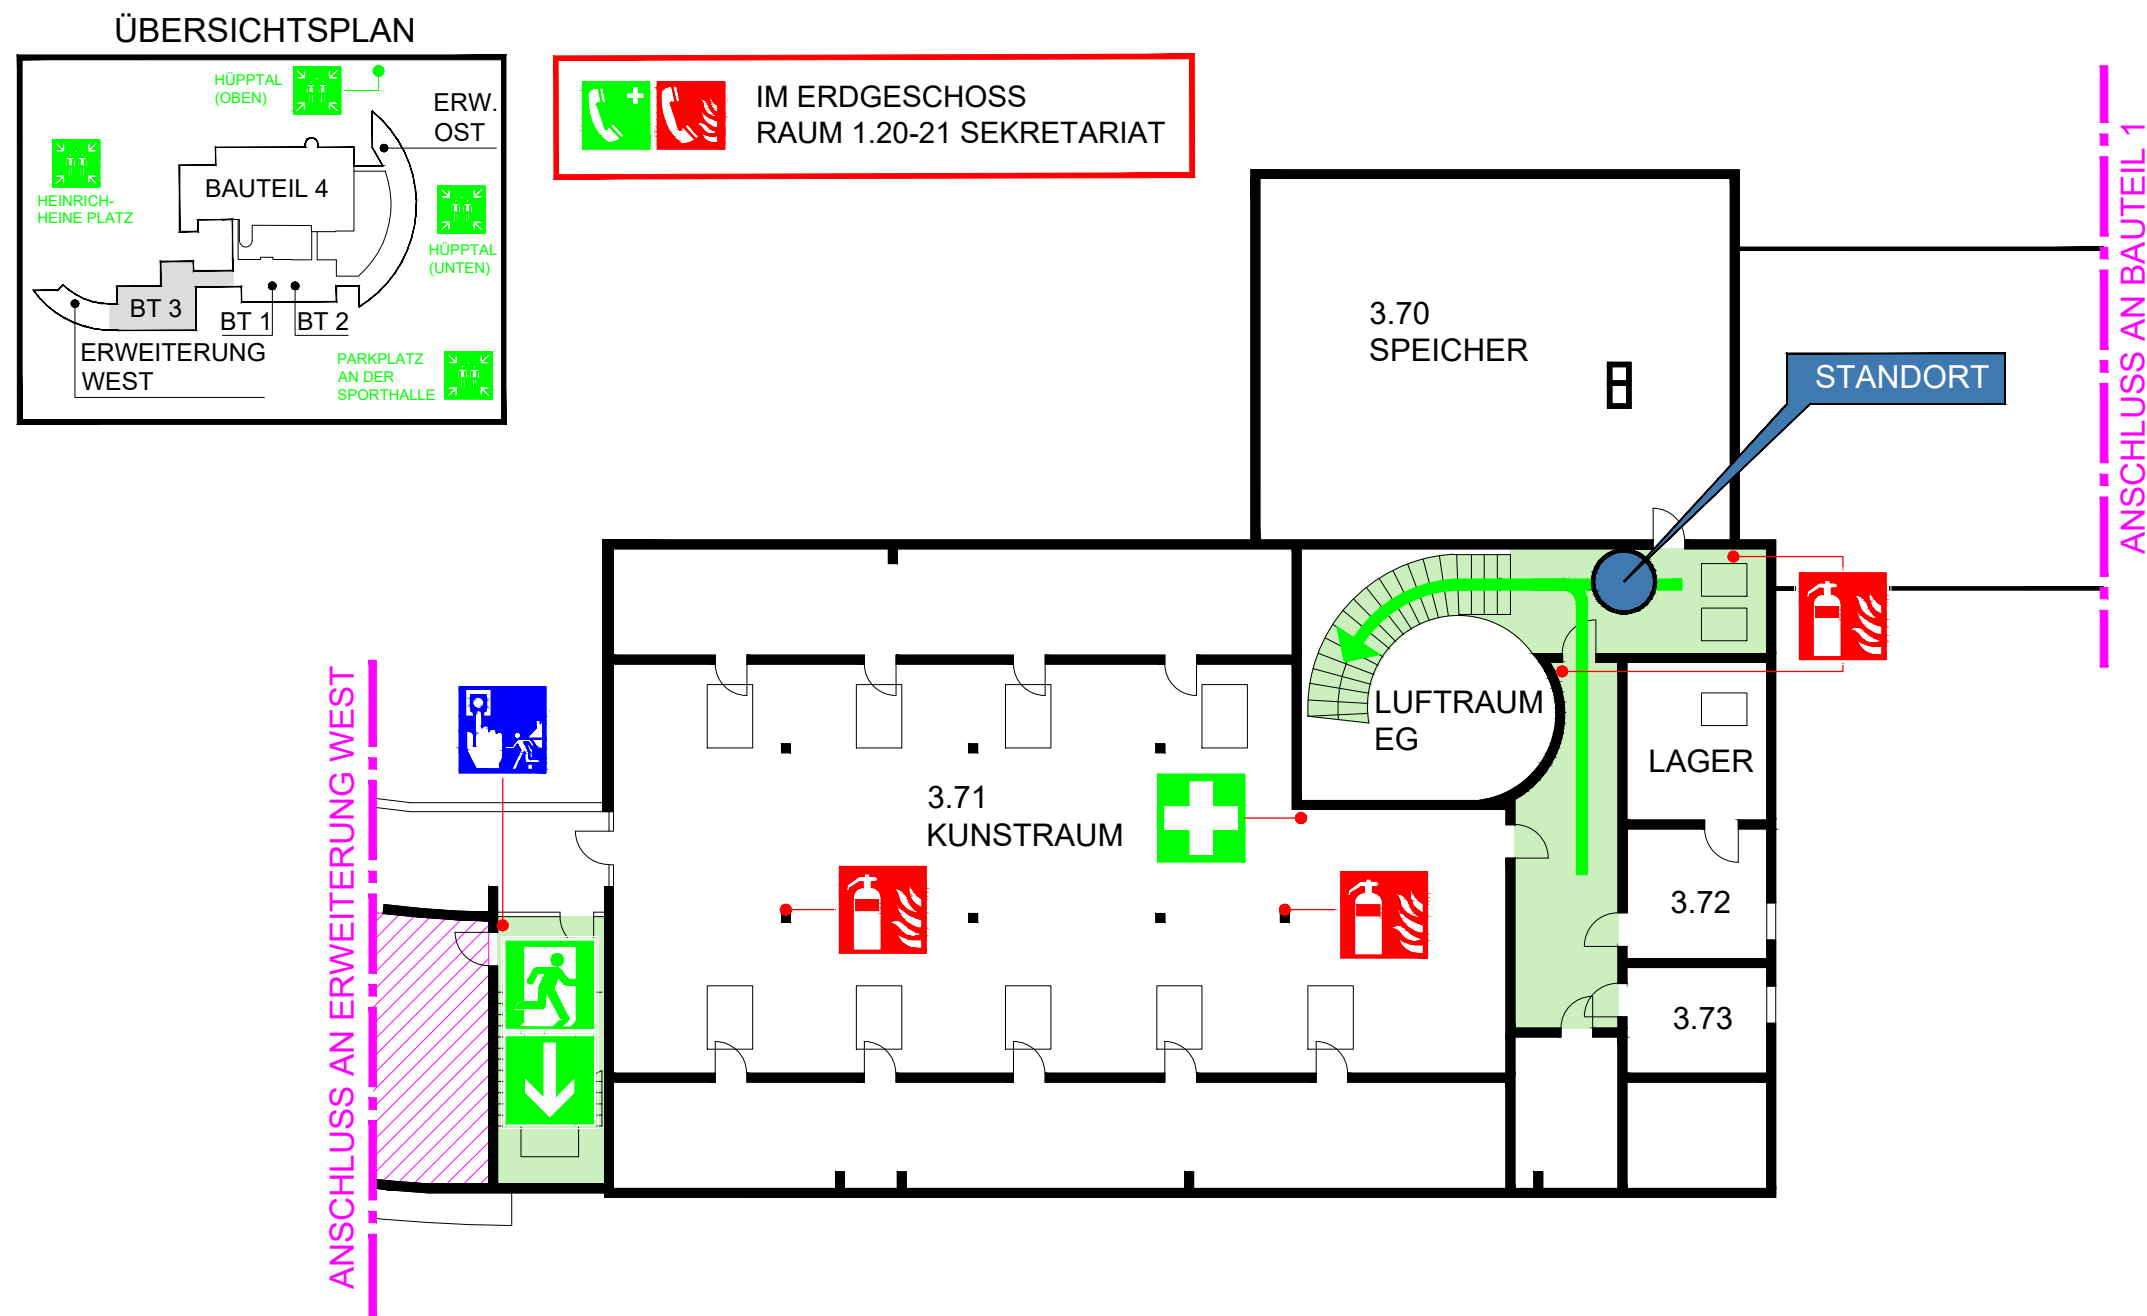 ÜBERSICHTSPLAN
HÜPPTAL
(OBEN)
ERW.
OST
HEINRICH-
HEINE PLATZ
BAUTEIL 4
HÜPPTAL
(UNTEN)
BT 3
BT 1
BT 2
ERWEITERUNG
WEST
PARKPLATZ
AN DER
SPORTHALLE
IM ERDGESCHOSS
RAUM 1.20-21 SEKRETARIAT
ANSCHLUSS AN BAUTEIL 1
3.70
SPEICHER
STANDORT
LUFTRAUM
EG
LAGER
3.71
KUNSTRAUM
3.72
3.73
ANSCHLUSS AN ERWEITERUNG WEST